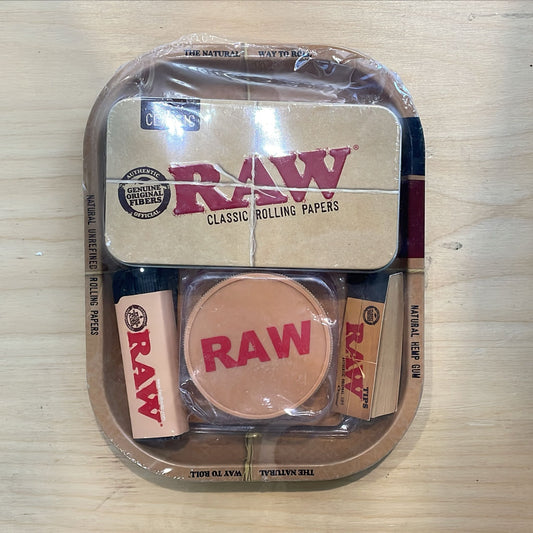 THE NATURAL WAY TO ROLL
CLASSIC
AUTHENTIC
GENUINE
ORIGINAL
FIBERS
OFFICIAL
RAW®
CLASSIC ROLLING PAPERS
NATURAL UNREFINED ROLLING PAPERS
NATURAL HEMP GUM
RAW
RAW
RAW
TIPS
THE NATURAL
WAY TO ROLL